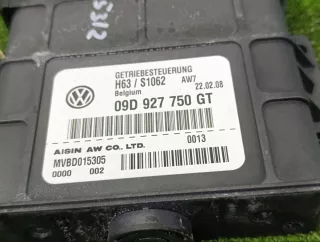 5312
GETRIEBESTEUERUNG
H63 / S1062 AW7
Belgium 22.02.08
09D 927 750 GT
0013
AISIN AW CO., LTD.
MVBD015305
0000 002